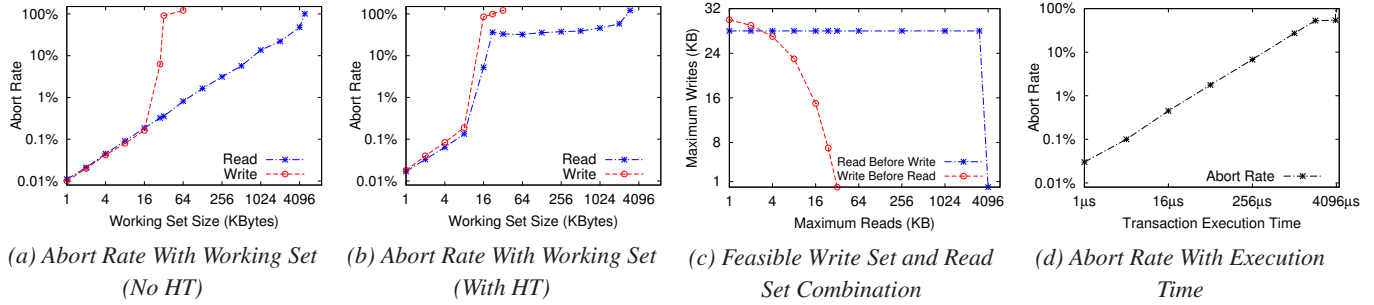 100%
10%
1%
0.1%
0.01%
Abort Rate
Read
Write
1 4 16 64 256 1024 4096
Working Set Size (KBytes)
(a) Abort Rate With Working Set
(No HT)
100%
10%
1%
0.1%
0.01%
Abort Rate
Read
Write
1 4 16 64 256 1024 4096
Working Set Size (KBytes)
(b) Abort Rate With Working Set
(With HT)
32
28
16
8
1
Maximum Writes (KB)
Read Before Write
Write Before Read
1 4 16 64 256 1024 4096
Maximum Reads (KB)
(c) Feasible Write Set and Read
Set Combination
100%
10%
1%
0.1%
0.01%
Abort Rate
Abort Rate
1µs 16µs 256µs 4096µs
Transaction Execution Time
(d) Abort Rate With Execution
Time